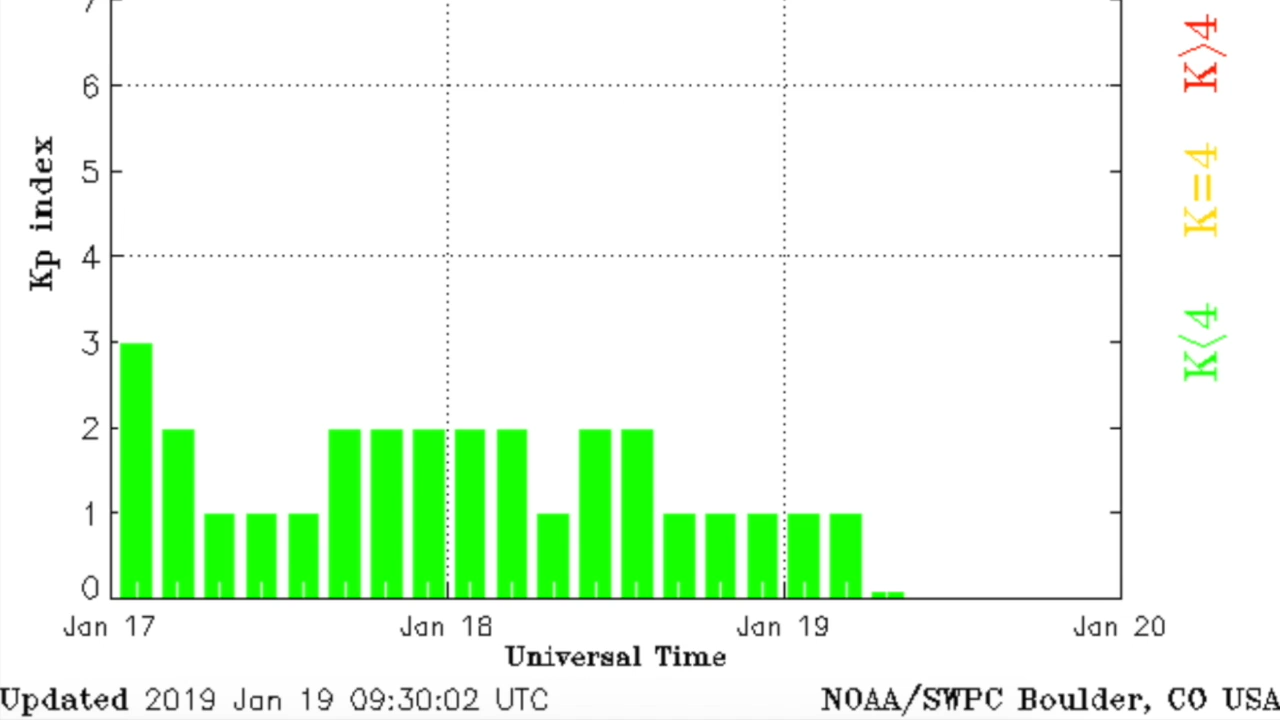 7
6
5
4
3
2
1
0
Kp index
K>4
K=4
K<4
Jan 17 Jan 18 Jan 19 Jan 20
Universal Time
Updated 2019 Jan 19 09:30:02 UTC NOAA/SWPC Boulder, CO USA